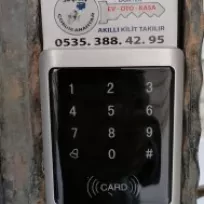 EV-OTO-KASA
AKILLI KİLİT TAKILIR
0535. 388. 42. 95
1 2 3
4 5 6
7 8 9
0 #
CARD